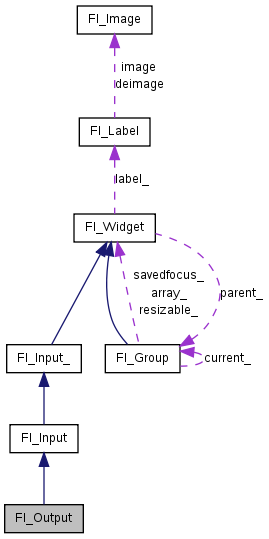 Fl_Image
image
deimage
Fl_Label
label_
Fl_Widget
savedfocus_
array_
resizable_
parent_
Fl_Input_
Fl_Group
current_
Fl_Input
Fl_Output